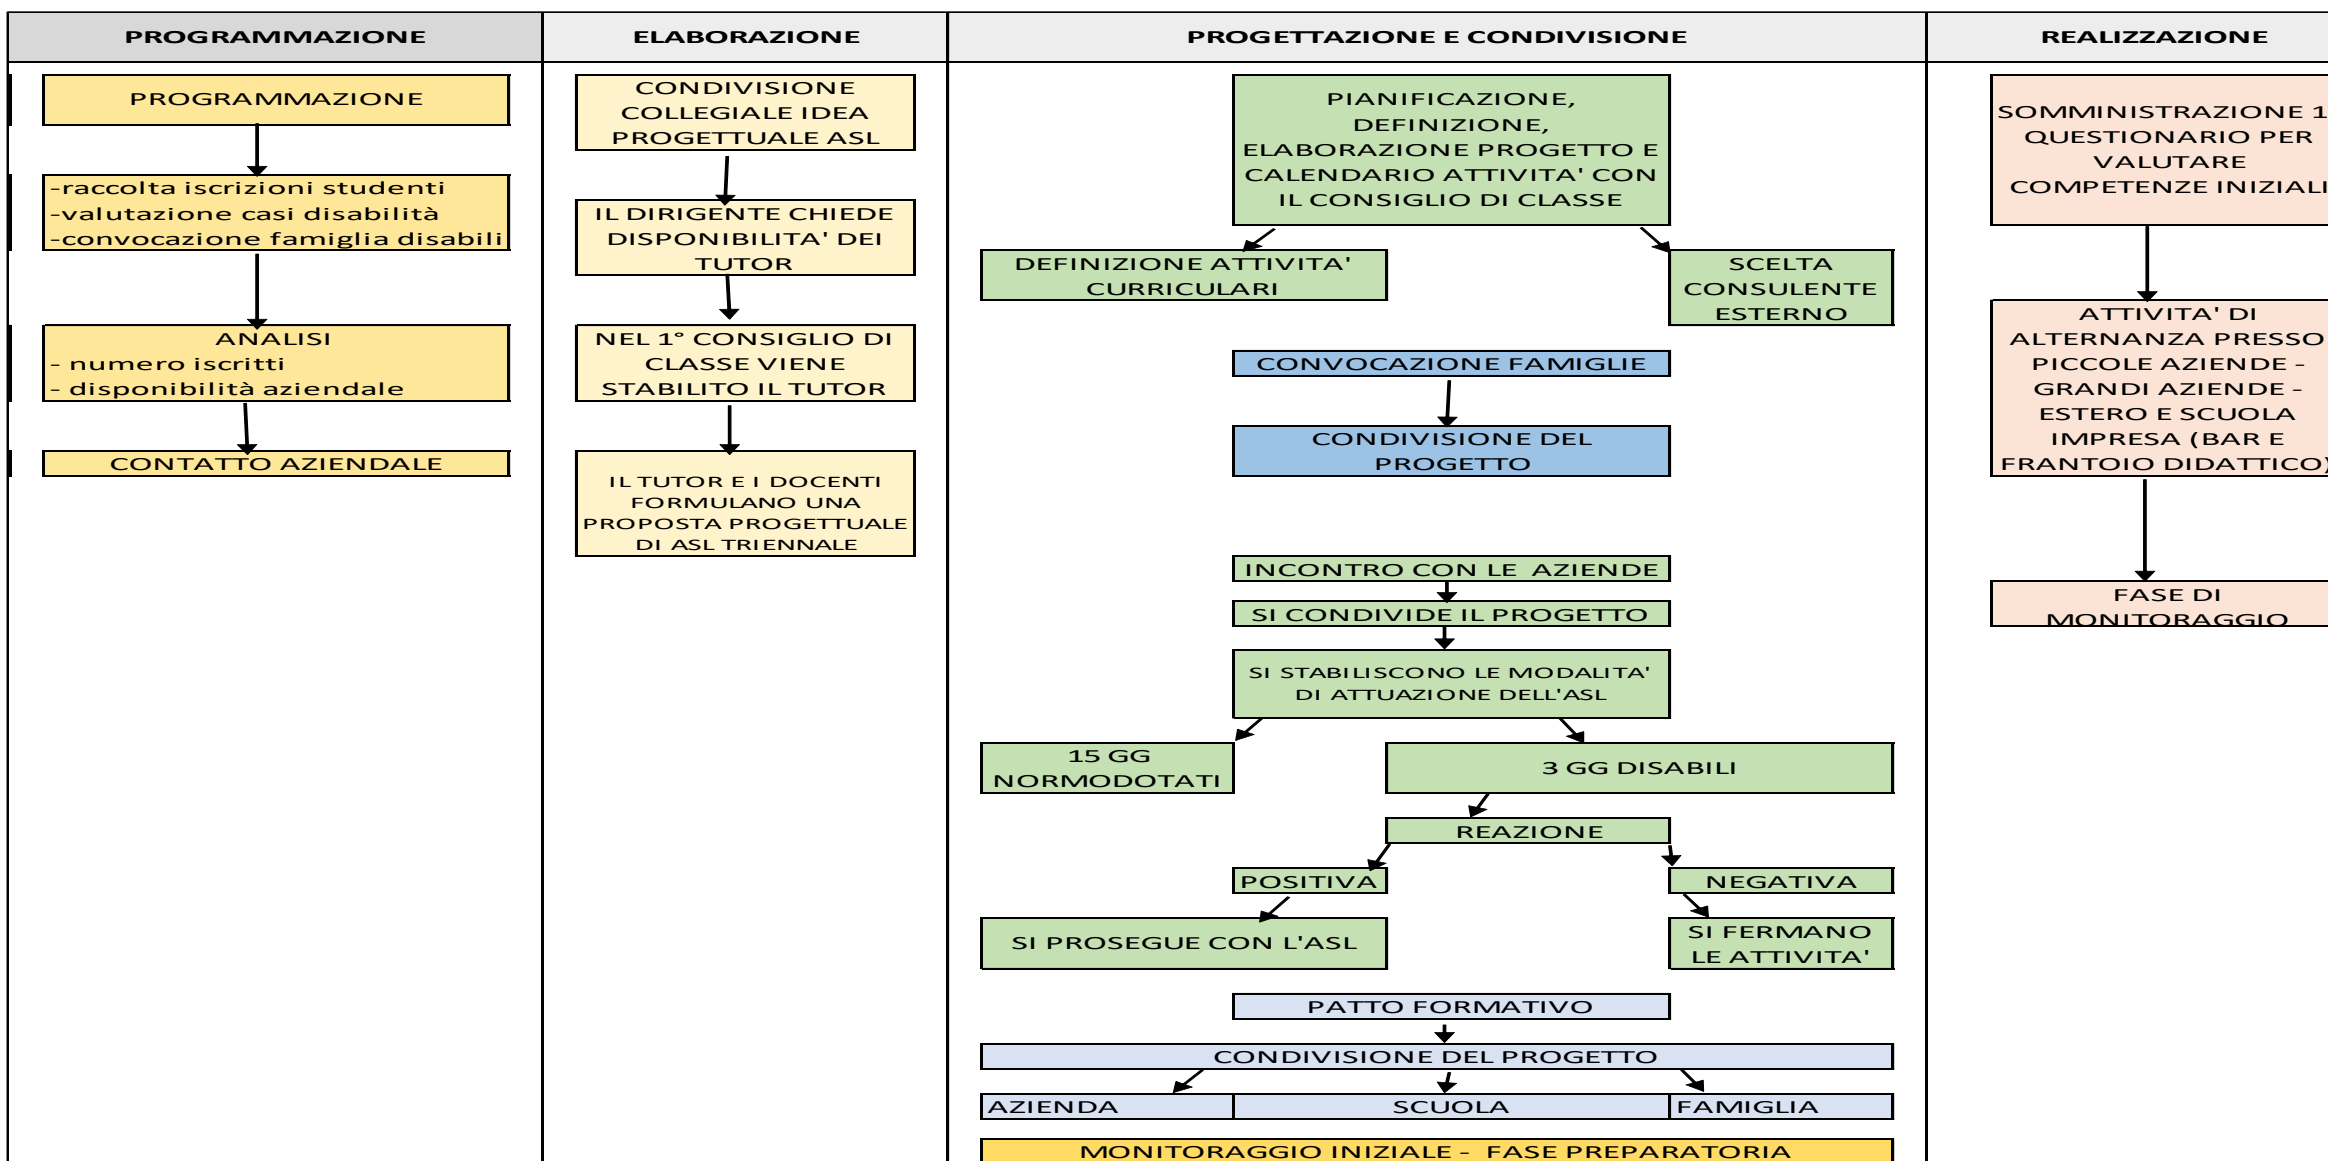 PROGRAMMAZIONE
ELABORAZIONE
PROGETTAZIONE E CONDIVISIONE
REALIZZAZIONE
PROGRAMMAZIONE
-raccolta iscrizioni studenti
-valutazione casi disabilità
-convocazione famiglia disabili
ANALISI
- numero iscritti
- disponibilità aziendale
CONTATTO AZIENDALE
CONDIVISIONE
COLLEGIALE IDEA
PROGETTUALE ASL
IL DIRIGENTE CHIEDE
DISPONIBILITA' DEI
TUTOR
NEL 1° CONSIGLIO DI
CLASSE VIENE
STABILITO IL TUTOR
IL TUTOR E I DOCENTI
FORMULANO UNA
PROPOSTA PROGETTUALE
DI ASL TRIENNALE
PIANIFICAZIONE,
DEFINIZIONE,
ELABORAZIONE PROGETTO E
CALENDARIO ATTIVITA' CON
IL CONSIGLIO DI CLASSE
DEFINIZIONE ATTIVITA'
CURRICULARI
SCELTA
CONSULENTE
ESTERNO
CONVOCAZIONE FAMIGLIE
CONDIVISIONE DEL
PROGETTO
INCONTRO CON LE AZIENDE
SI CONDIVIDE IL PROGETTO
SI STABILISCONO LE MODALITA'
DI ATTUAZIONE DELL'ASL
15 GG
NORMODOTATI
3 GG DISABILI
REAZIONE
POSITIVA
NEGATIVA
SI PROSEGUE CON L'ASL
SI FERMANO
LE ATTIVITA'
PATTO FORMATIVO
CONDIVISIONE DEL PROGETTO
AZIENDA
SCUOLA
FAMIGLIA
MONITORAGGIO INIZIALE - FASE PREPARATORIA
SOMMINISTRAZIONE 1
QUESTIONARIO PER
VALUTARE
COMPETENZE INIZIALI
ATTIVITA' DI
ALTERNANZA PRESSO
PICCOLE AZIENDE -
GRANDI AZIENDE -
ESTERO E SCUOLA
IMPRESA (BAR E
FRANTOIO DIDATTICO)
FASE DI
MONITORAGGIO